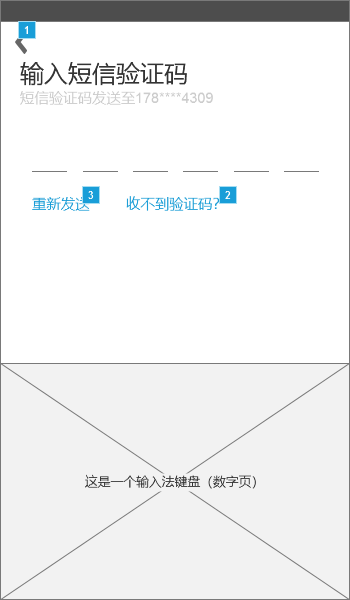 1
输入短信验证码
短信验证码发送至178****4309
重新发送 3 收不到验证码? 2
这是一个输入法键盘（数字页）